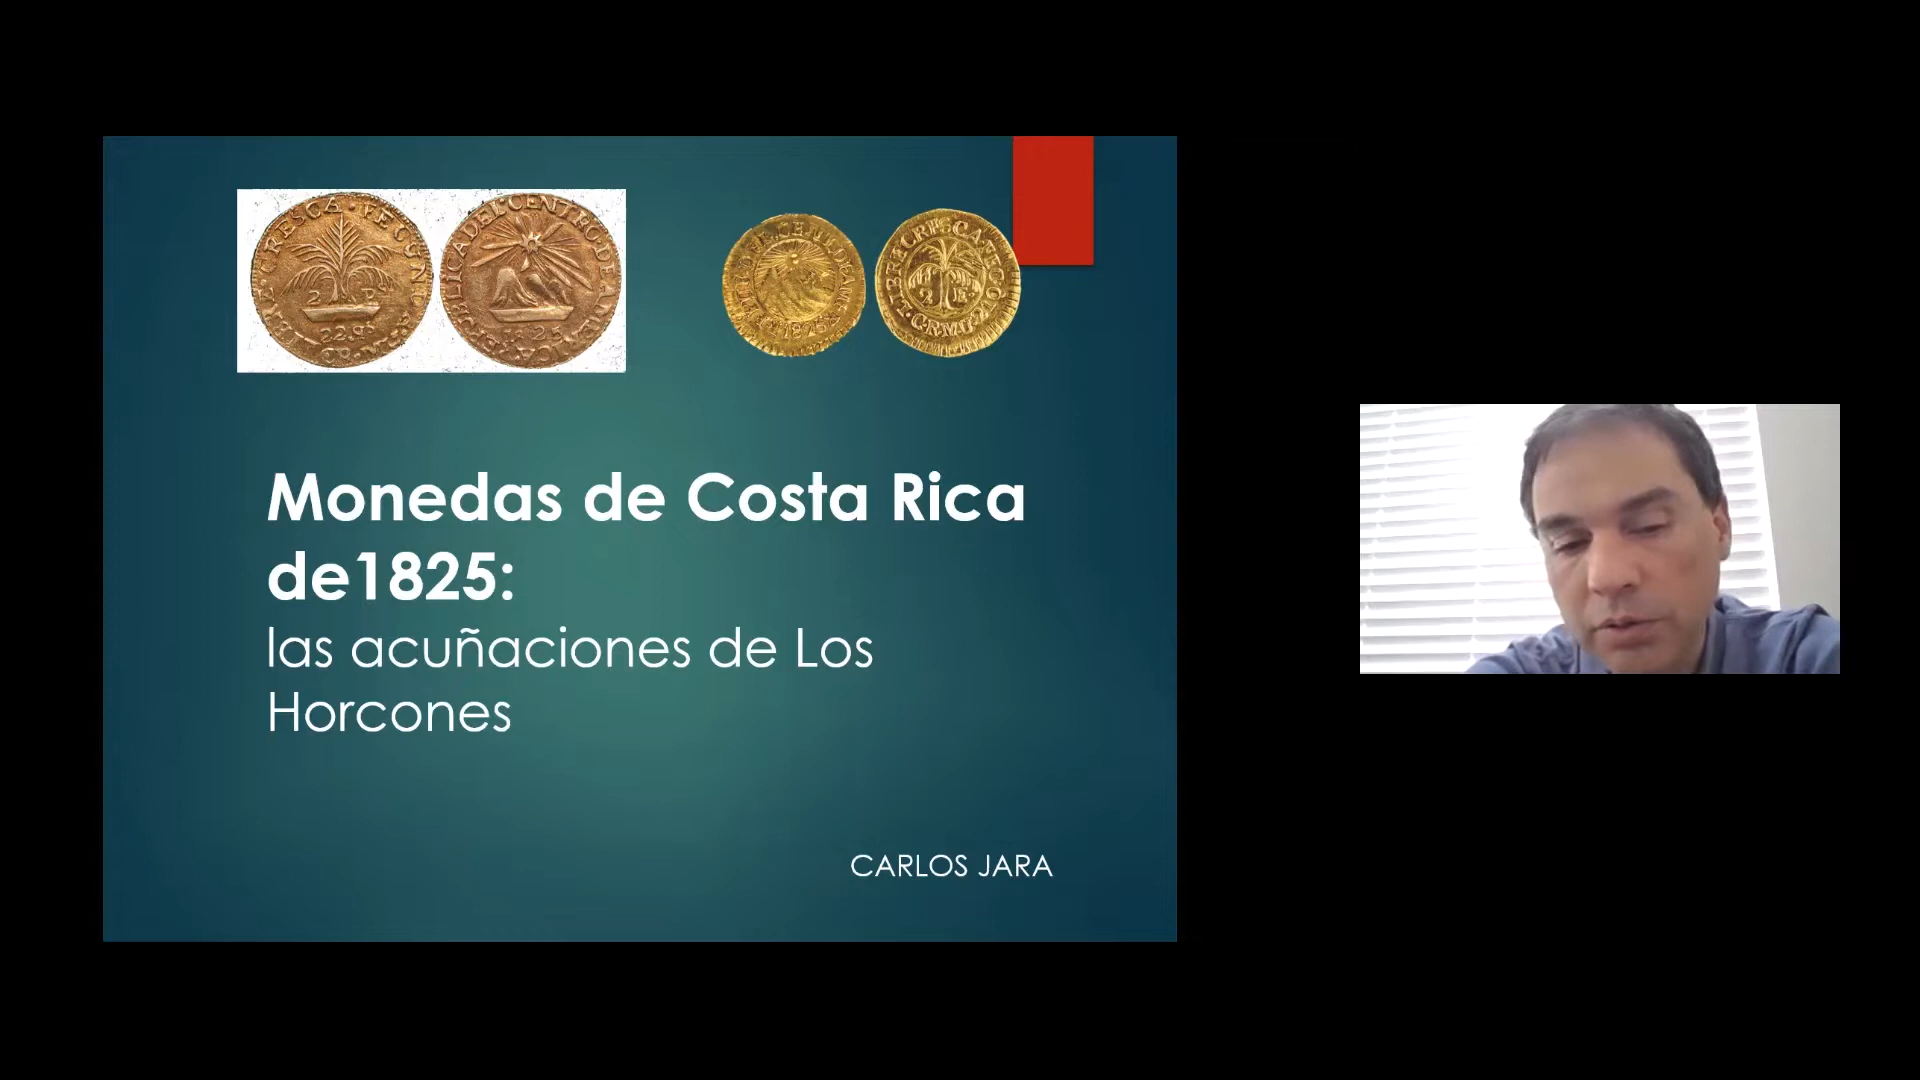 Monedas de Costa Rica
de1825:
las acuñaciones de Los
Horcones
CARLOS JARA